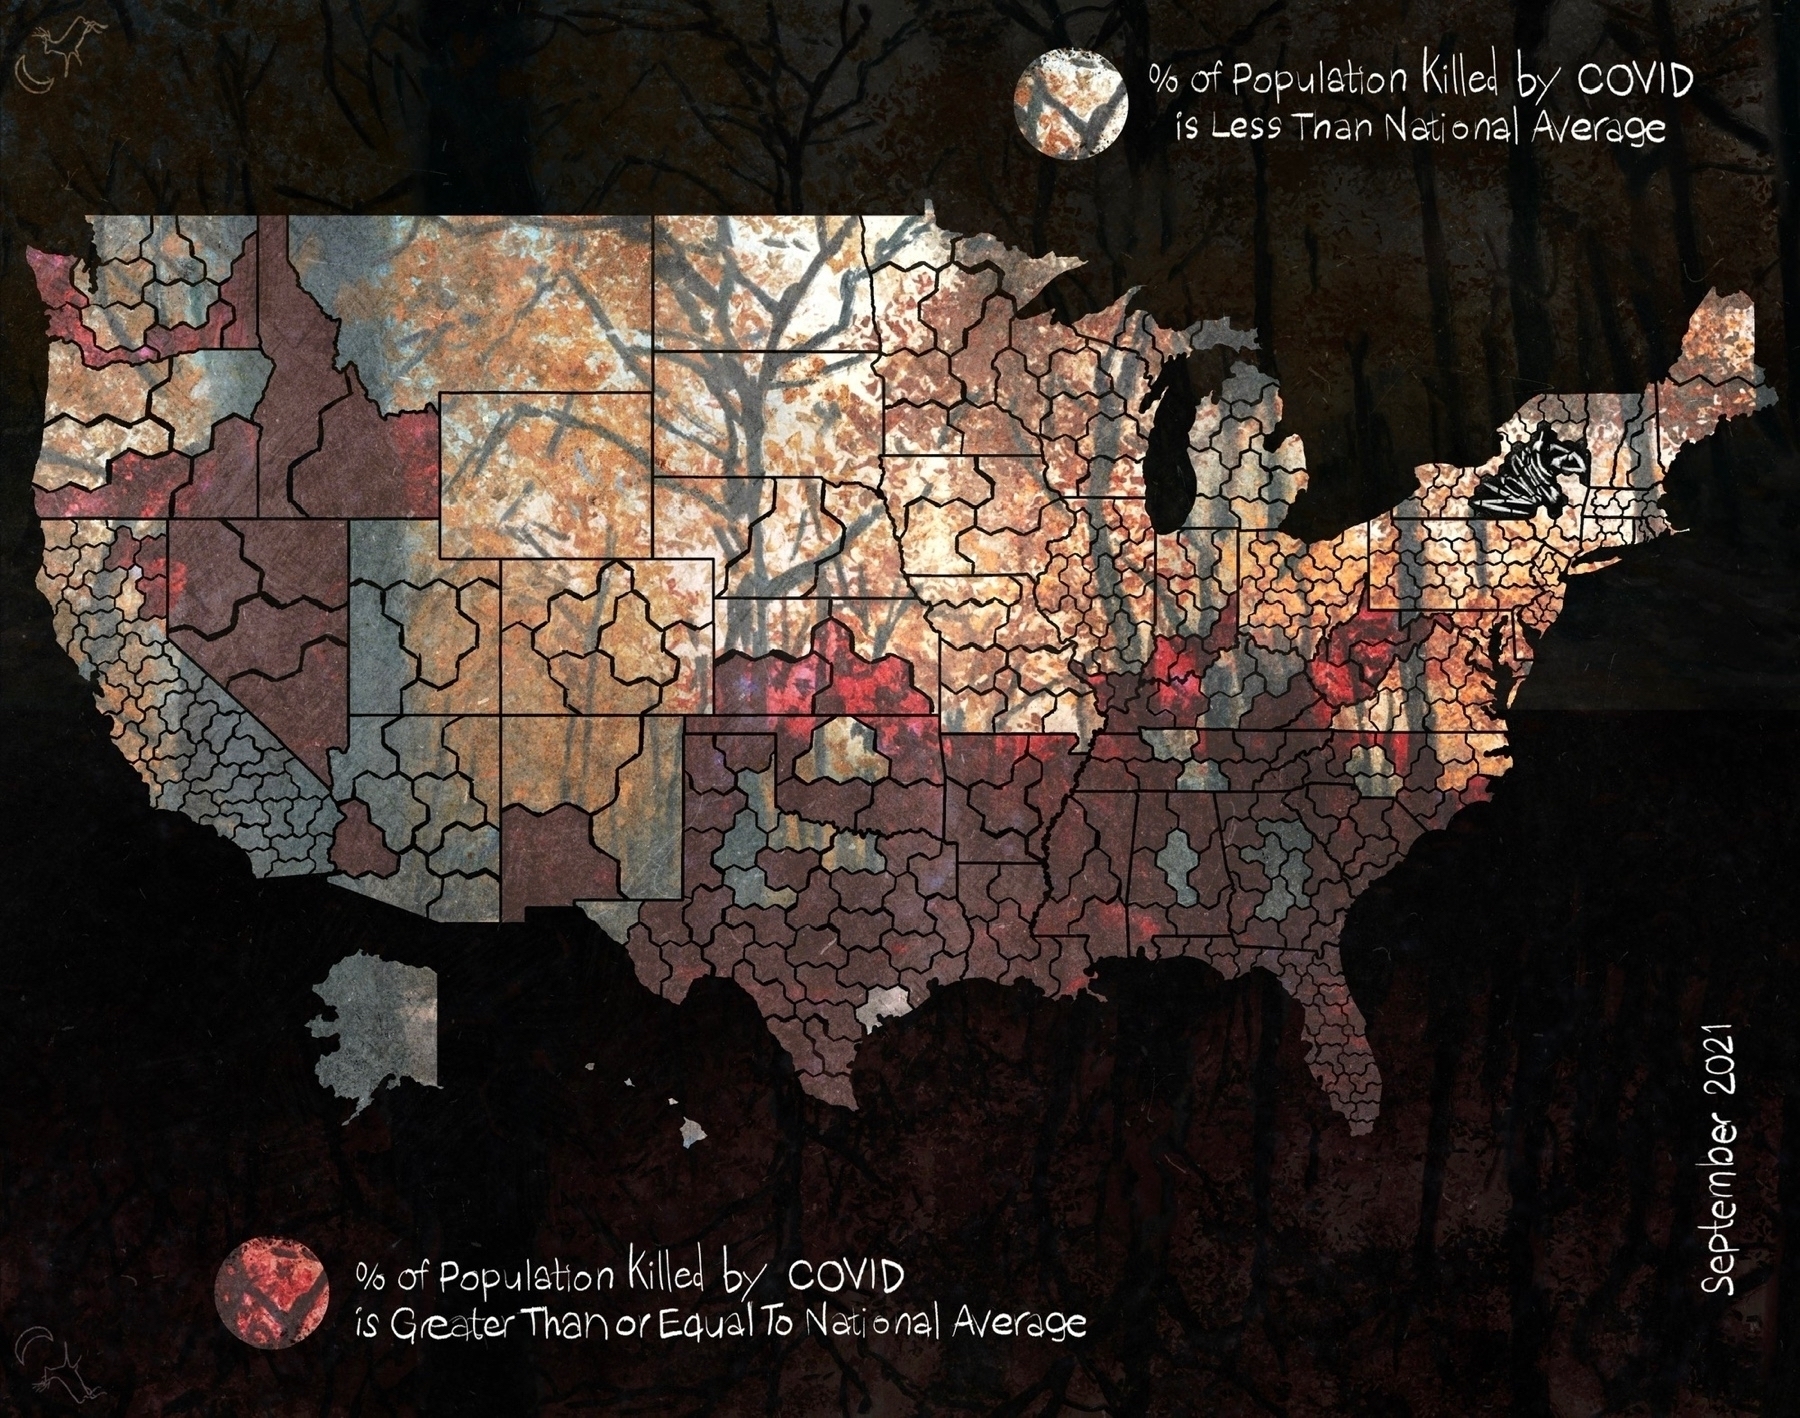 % of Population Killed by COVID
is Less Than National Average
September 2021
% of Population Killed by COVID
is Greater Than or Equal To National Average